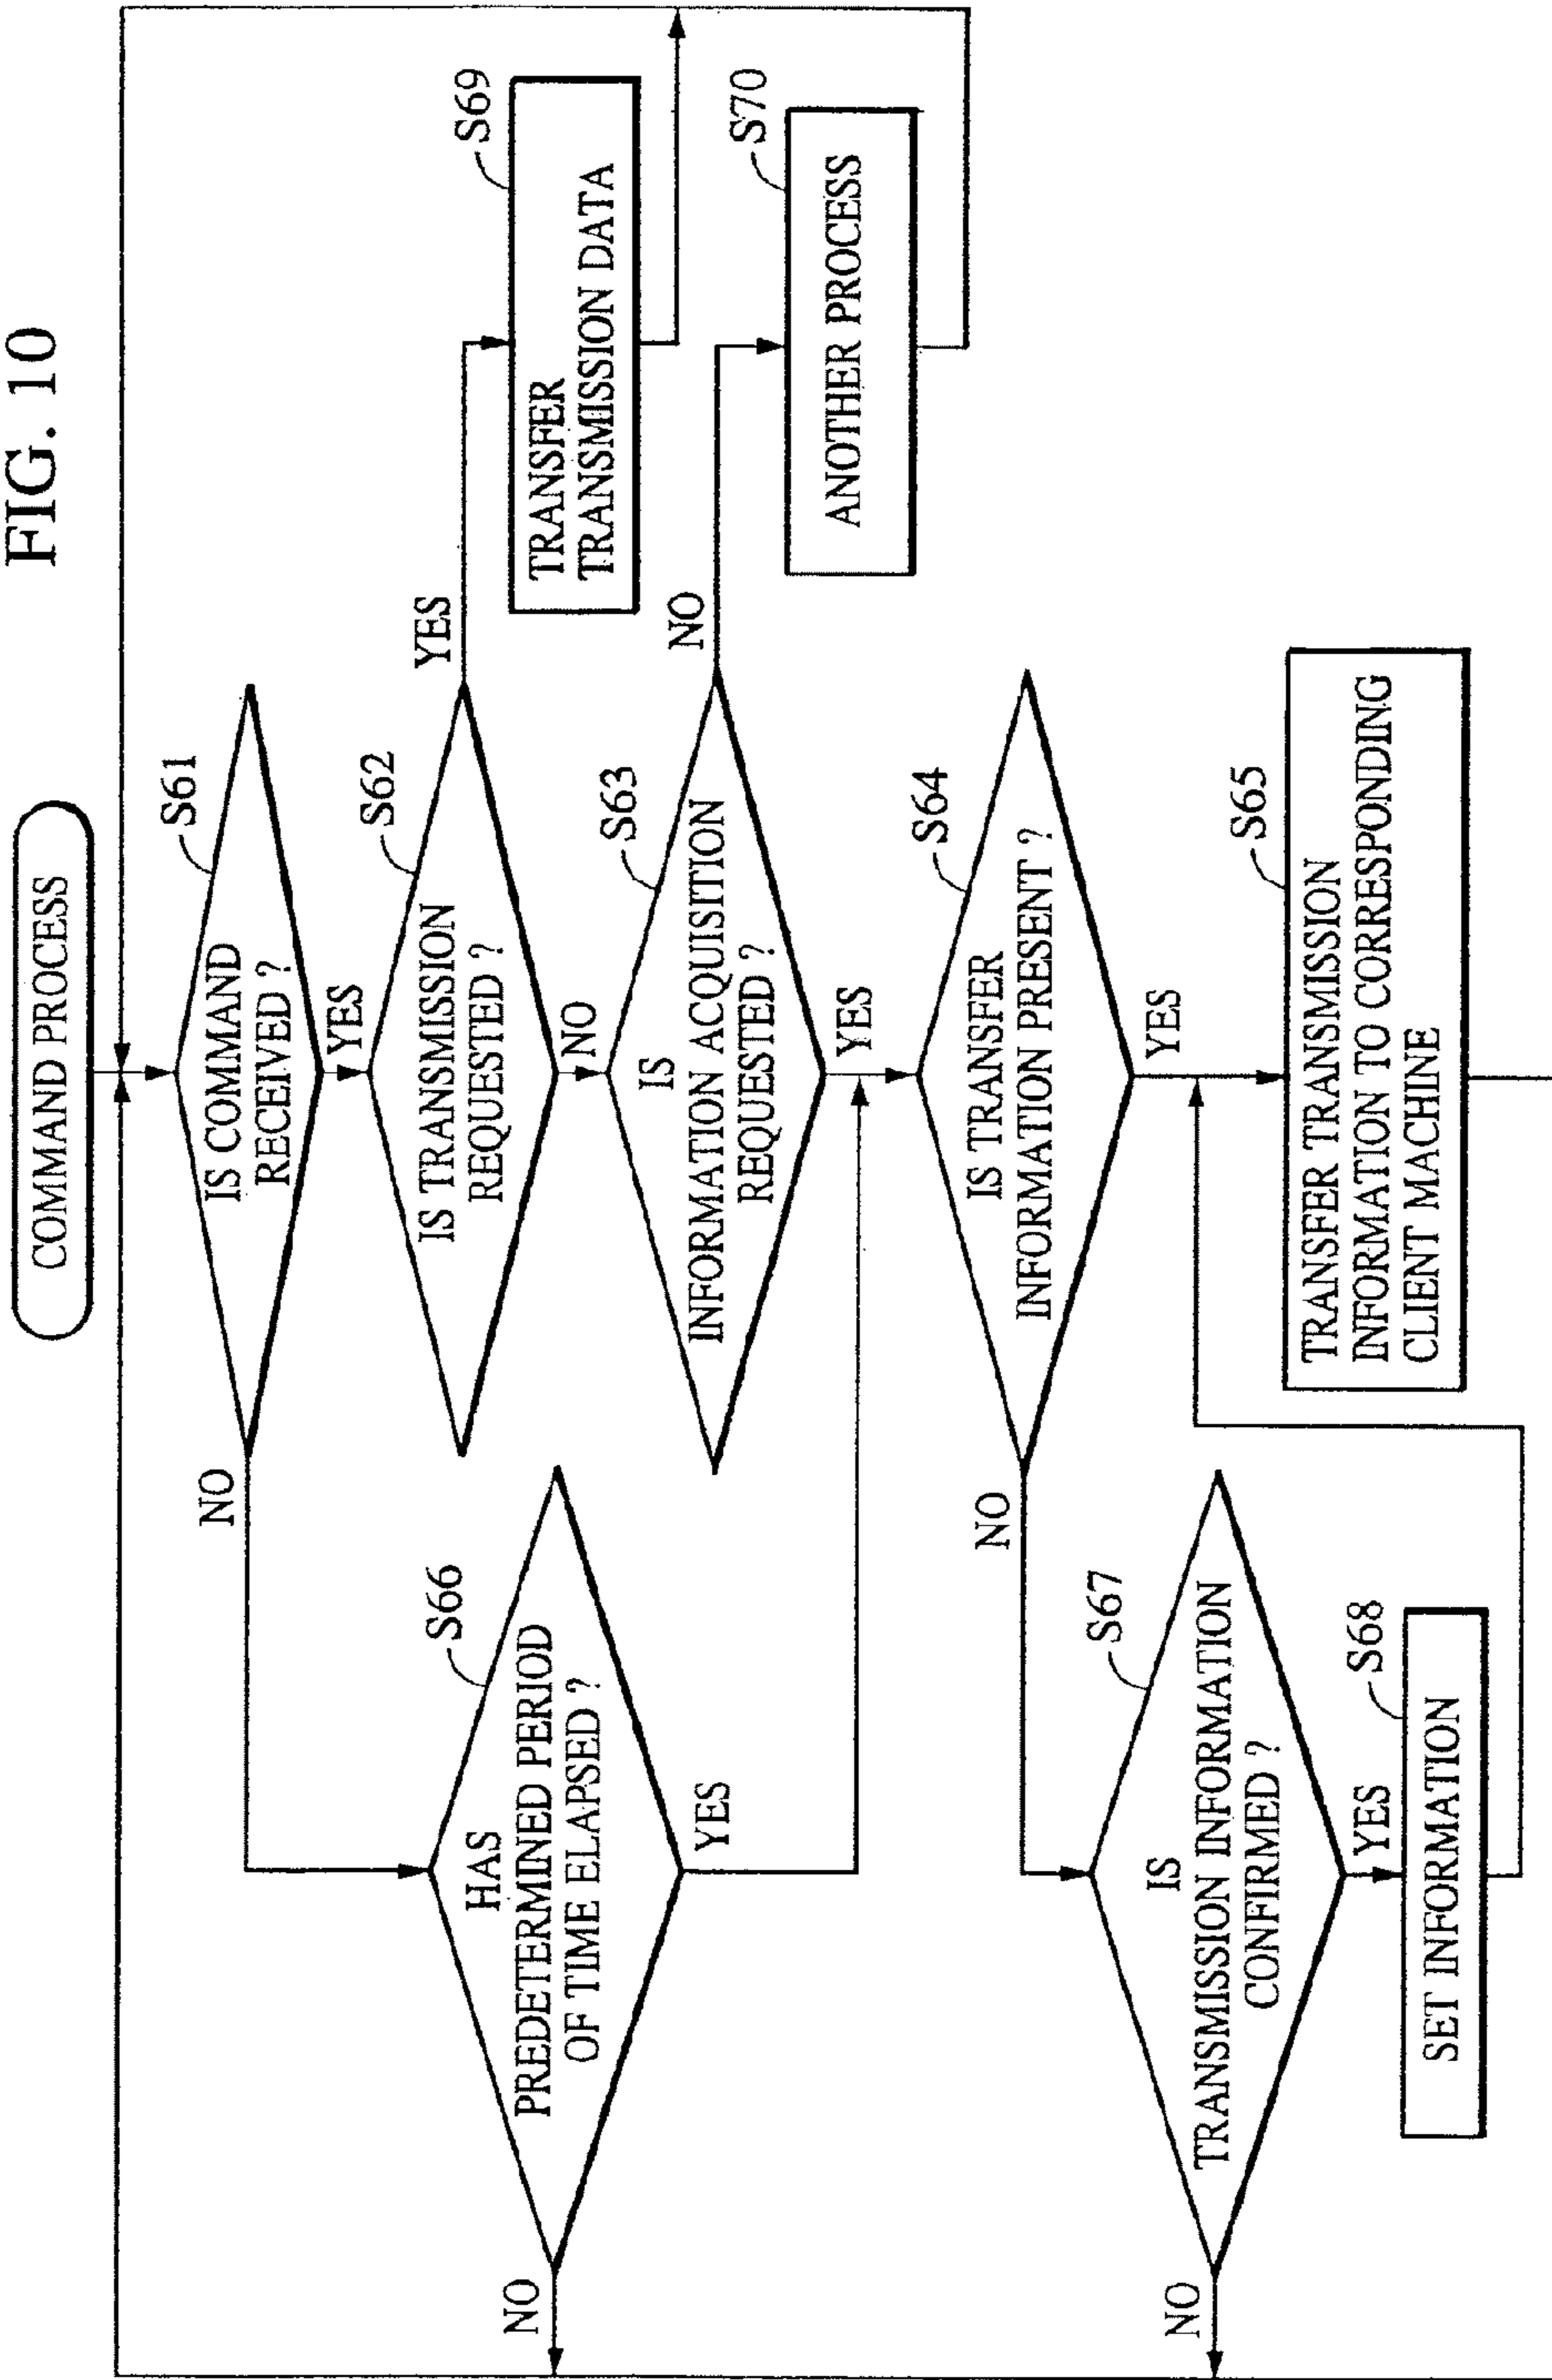 FIG. 10
COMMAND PROCESS
S61
IS COMMAND
RECEIVED ?
NO
YES
S62
IS TRANSMISSION
REQUESTED ?
YES
NO
S69
TRANSFER
TRANSMISSION DATA
S66
HAS
PREDETERMINED PERIOD
OF TIME ELAPSED ?
NO
YES
S63
IS
INFORMATION ACQUISITION
REQUESTED ?
NO
YES
S70
ANOTHER PROCESS
S64
IS TRANSFER
INFORMATION PRESENT ?
NO
YES
S67
IS
TRANSMISSION INFORMATION
CONFIRMED ?
NO
YES
S65
TRANSFER TRANSMISSION
INFORMATION TO CORRESPONDING
CLIENT MACHINE
S68
SET INFORMATION